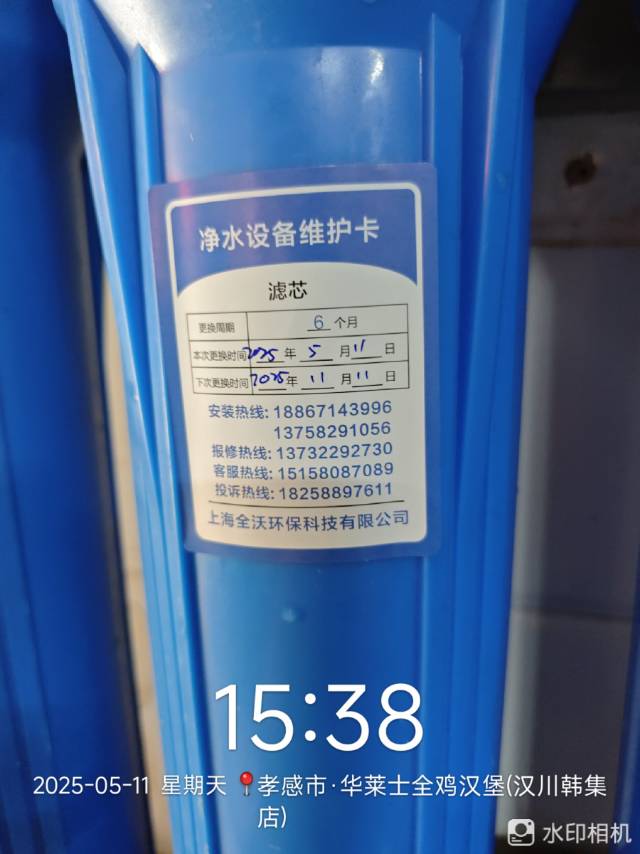 净水设备维护卡
滤芯
更换周期 6 个月
本次更换时间 2025 年 5 月 11 日
下次更换时间 2025 年 11 月 11 日
安装热线: 18867143996
13758291056
报修热线: 13732292730
客服热线: 15158087089
投诉热线: 18258897611
上海全沃环保科技有限公司
15:38
2025-05-11 星期天 📍孝感市·华莱士全鸡汉堡(汉川韩集
店)
水印相机